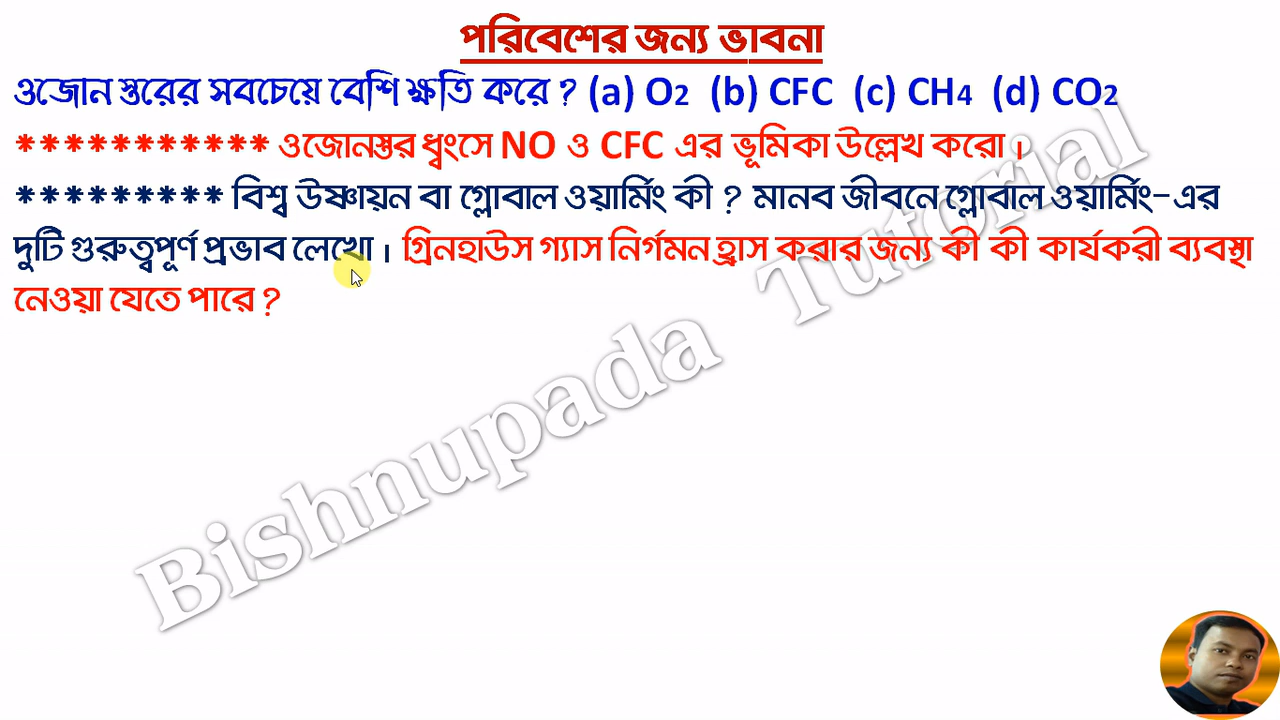 পরিবেশের জন্য ভাবনা
ওজোন স্তরের সবচেয়ে বেশি ক্ষতি করে ? (a) O2 (b) CFC (c) CH4 (d) CO2
*********** ওজোনস্তর ধ্বংসে NO ও CFC এর ভূমিকা উল্লেখ করো ।
********* বিশ্ব উষ্ণায়ন বা গ্লোবাল ওয়ার্মিং কী ? মানব জীবনে গ্লোবাল ওয়ার্মিং-এর
দুটি গুরুত্বপূর্ণ প্রভাব লেখো । গ্রিনহাউস গ্যাস নির্গমন হ্রাস করার জন্য কী কী কার্যকরী ব্যবস্থা
নেওয়া যেতে পারে ?
Bishnupada Tutorial